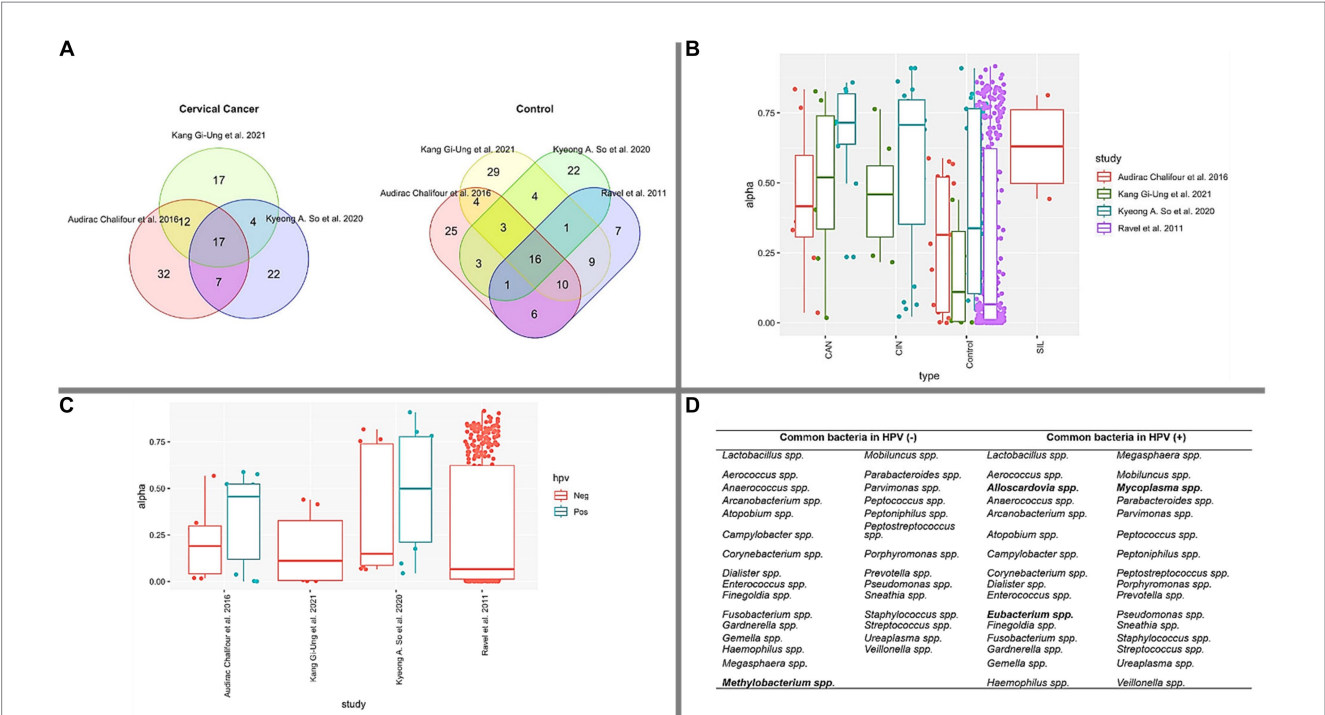 A
Cervical Cancer
Kang Gi-Ung et al. 2021
17
Audirac Chalifour et al. 2016
12
4
Kyeong A. So et al. 2020
17
32
7
22
Control
Kang Gi-Ung et al. 2021
Kyeong A. So et al. 2020
29
22
Audirac Chalifour et al. 2016
Ravel et al. 2011
4
4
25
3
1
7
3
16
9
1
10
6
B
0.75
0.50
0.25
0.00
alpha
CAN
CIN
Control
SIL
type
study
Audirac Chalifour et al. 2016
Kang Gi-Ung et al. 2021
Kyeong A. So et al. 2020
Ravel et al. 2011
C
0.75
0.50
0.25
0.00
alpha
Audirac Chalifour et al. 2016
Kang Gi-Ung et al. 2021
Kyeong A. So et al. 2020
Ravel et al. 2011
study
hpv
Neg
Pos
D
Common bacteria in HPV (-) Common bacteria in HPV (+)
Lactobacillus spp. Mobiluncus spp. Lactobacillus spp. Megasphaera spp.
Aerococcus spp. Parabacteroides spp. Aerococcus spp. Mobiluncus spp.
Anaerococcus spp. Parvimonas spp. Alloscardovia spp. Mycoplasma spp.
Arcanobacterium spp. Peptococcus spp. Anaerococcus spp. Parabacteroides spp.
Atopobium spp. Peptoniphilus spp. Arcanobacterium spp. Parvimonas spp.
Campylobacter spp. Peptostreptococcus spp. Atopobium spp. Peptococcus spp.
Corynebacterium spp. Porphyromonas spp. Campylobacter spp. Peptoniphilus spp.
Dialister spp. Prevotella spp. Corynebacterium spp. Peptostreptococcus spp.
Enterococcus spp. Pseudomonas spp. Dialister spp. Porphyromonas spp.
Finegoldia spp. Sneathia spp. Enterococcus spp. Prevotella spp.
Fusobacterium spp. Staphylococcus spp. Eubacterium spp. Pseudomonas spp.
Gardnerella spp. Streptococcus spp. Finegoldia spp. Sneathia spp.
Gemella spp. Ureaplasma spp. Fusobacterium spp. Staphylococcus spp.
Haemophilus spp. Veillonella spp. Gardnerella spp. Streptococcus spp.
Megasphaera spp. Gemella spp. Ureaplasma spp.
Methylobacterium spp. Haemophilus spp. Veillonella spp.